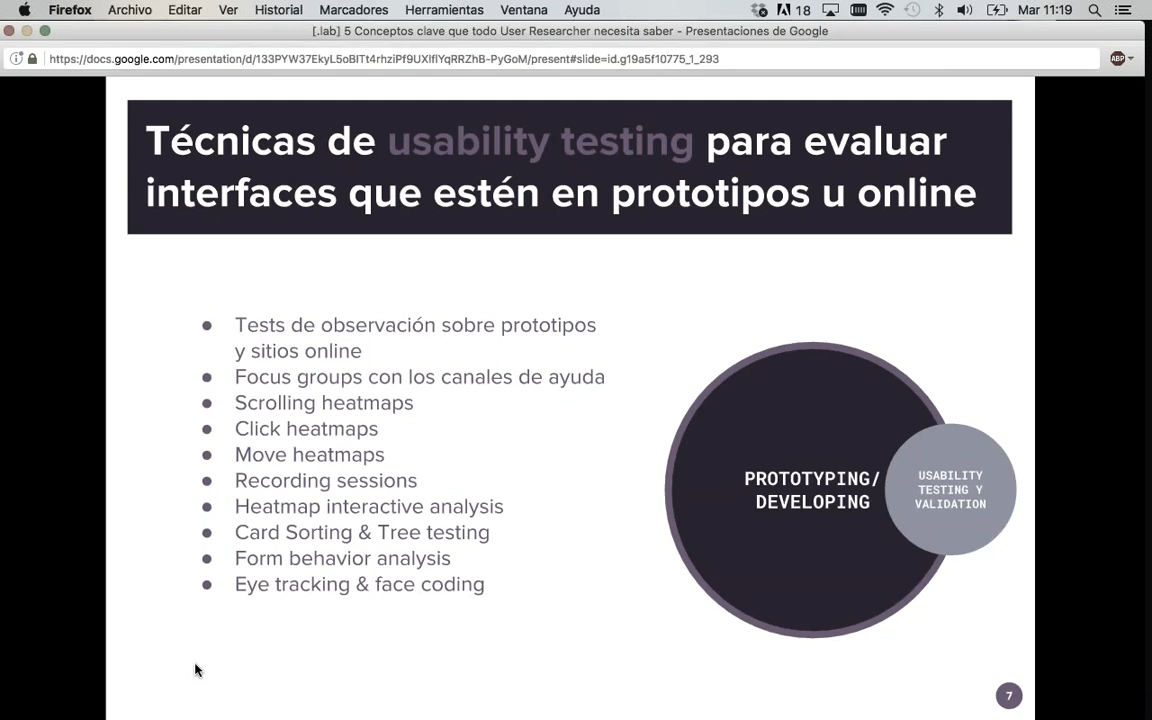 Firefox Archivo Editar Ver Historial Marcadores Herramientas Ventana Ayuda 18 Mar 11:19
[.lab] 5 Conceptos clave que todo User Researcher necesita saber - Presentaciones de Google
https://docs.google.com/presentation/d/133PYW37EkyL5oBITt4rhziPf9UXlflYqRRZhB-PyGoM/present#slide=id.g19a5f10775_1_293
ABP
Técnicas de usability testing para evaluar
interfaces que estén en prototipos u online
● Tests de observación sobre prototipos
y sitios online
● Focus groups con los canales de ayuda
● Scrolling heatmaps
● Click heatmaps
● Move heatmaps
● Recording sessions
● Heatmap interactive analysis
● Card Sorting & Tree testing
● Form behavior analysis
● Eye tracking & face coding
PROTOTYPING/
DEVELOPING
USABILITY
TESTING Y
VALIDATION
7